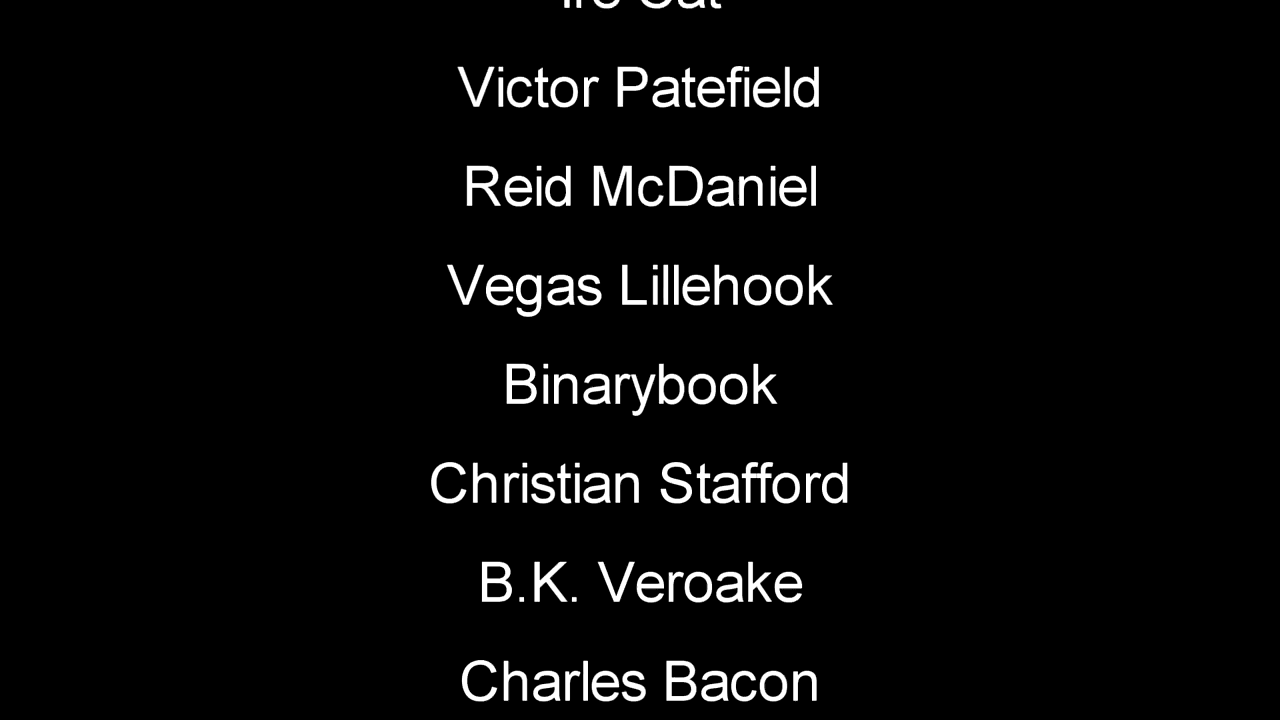 Victor Patefield
Reid McDaniel
Vegas Lillehook
Binarybook
Christian Stafford
B.K. Veroake
Charles Bacon